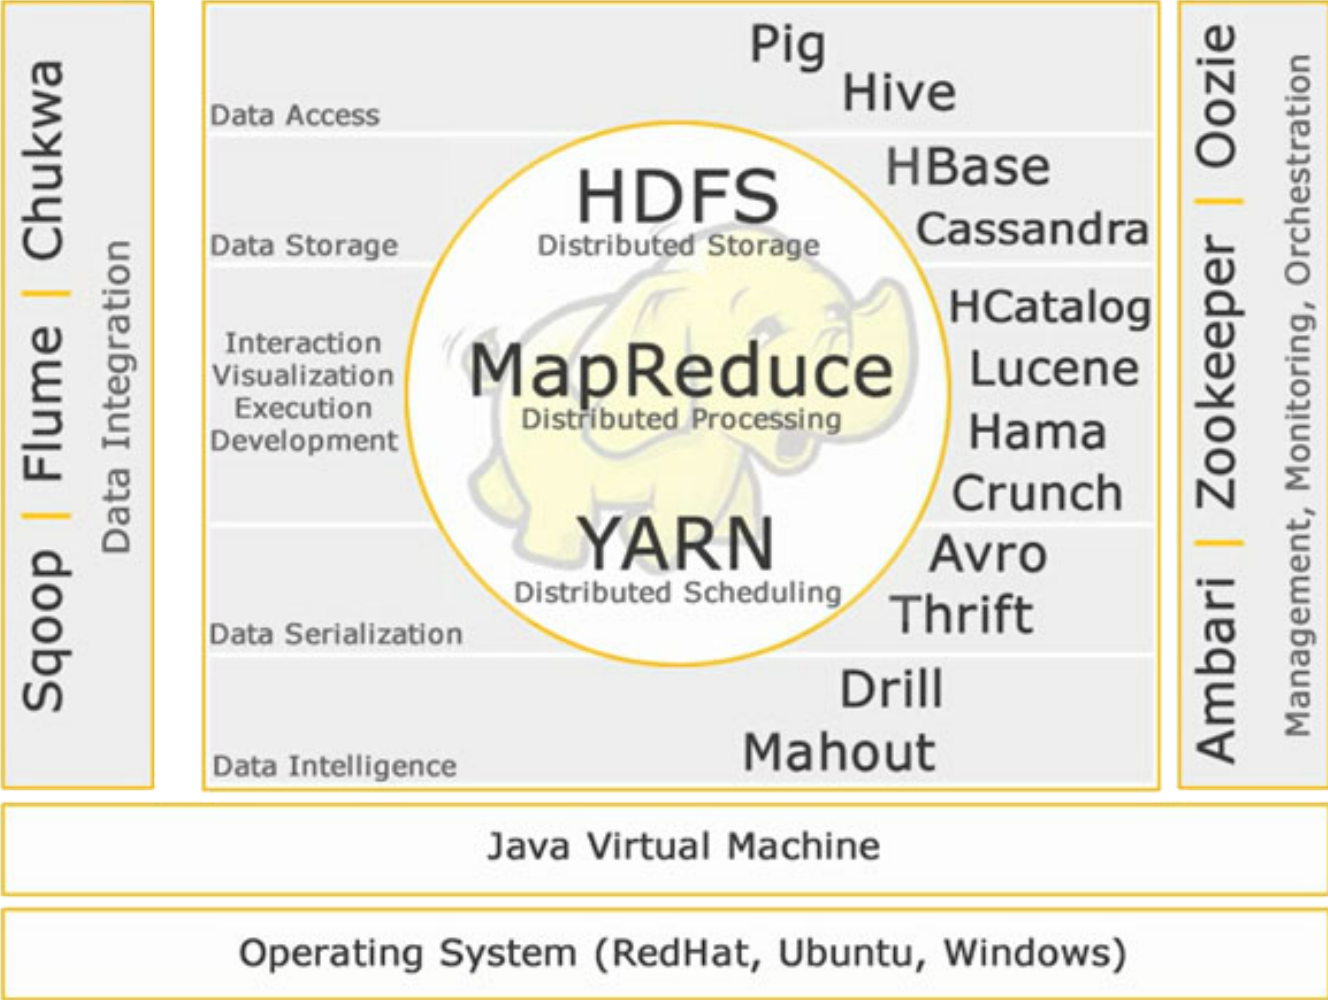 Sqoop | Flume | Chukwa
Data Integration
Pig
Hive
Data Access
HBase
Cassandra
Data Storage
HDFS
Distributed Storage
MapReduce
Distributed Processing
YARN
Distributed Scheduling
Interaction
Visualization
Execution
Development
HCatalog
Lucene
Hama
Crunch
Avro
Thrift
Data Serialization
Drill
Mahout
Data Intelligence
Ambari | Zookeeper | Oozie
Management, Monitoring, Orchestration
Java Virtual Machine
Operating System (RedHat, Ubuntu, Windows)